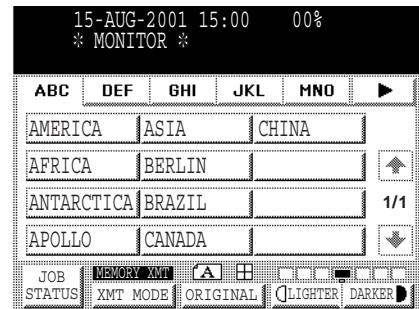 15-AUG-2001 15:00 00%
※ MONITOR ※
ABC DEF GHI JKL MNO
AMERICA ASIA CHINA
AFRICA BERLIN
ANTARCTICA BRAZIL 1/1
APOLLO CANADA
JOB STATUS MEMORY XMT A
XMT MODE ORIGINAL LIGHTER DARKER